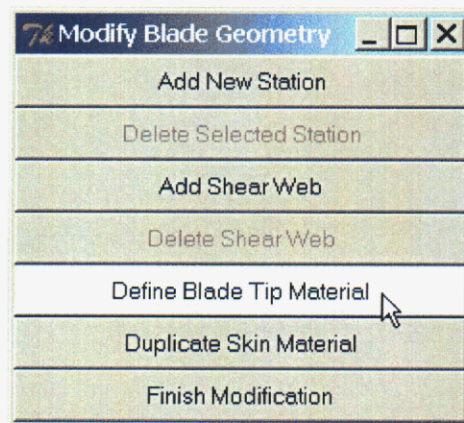 Modify Blade Geometry
Add New Station
Delete Selected Station
Add Shear Web
Delete Shear Web
Define Blade Tip Material
Duplicate Skin Material
Finish Modification